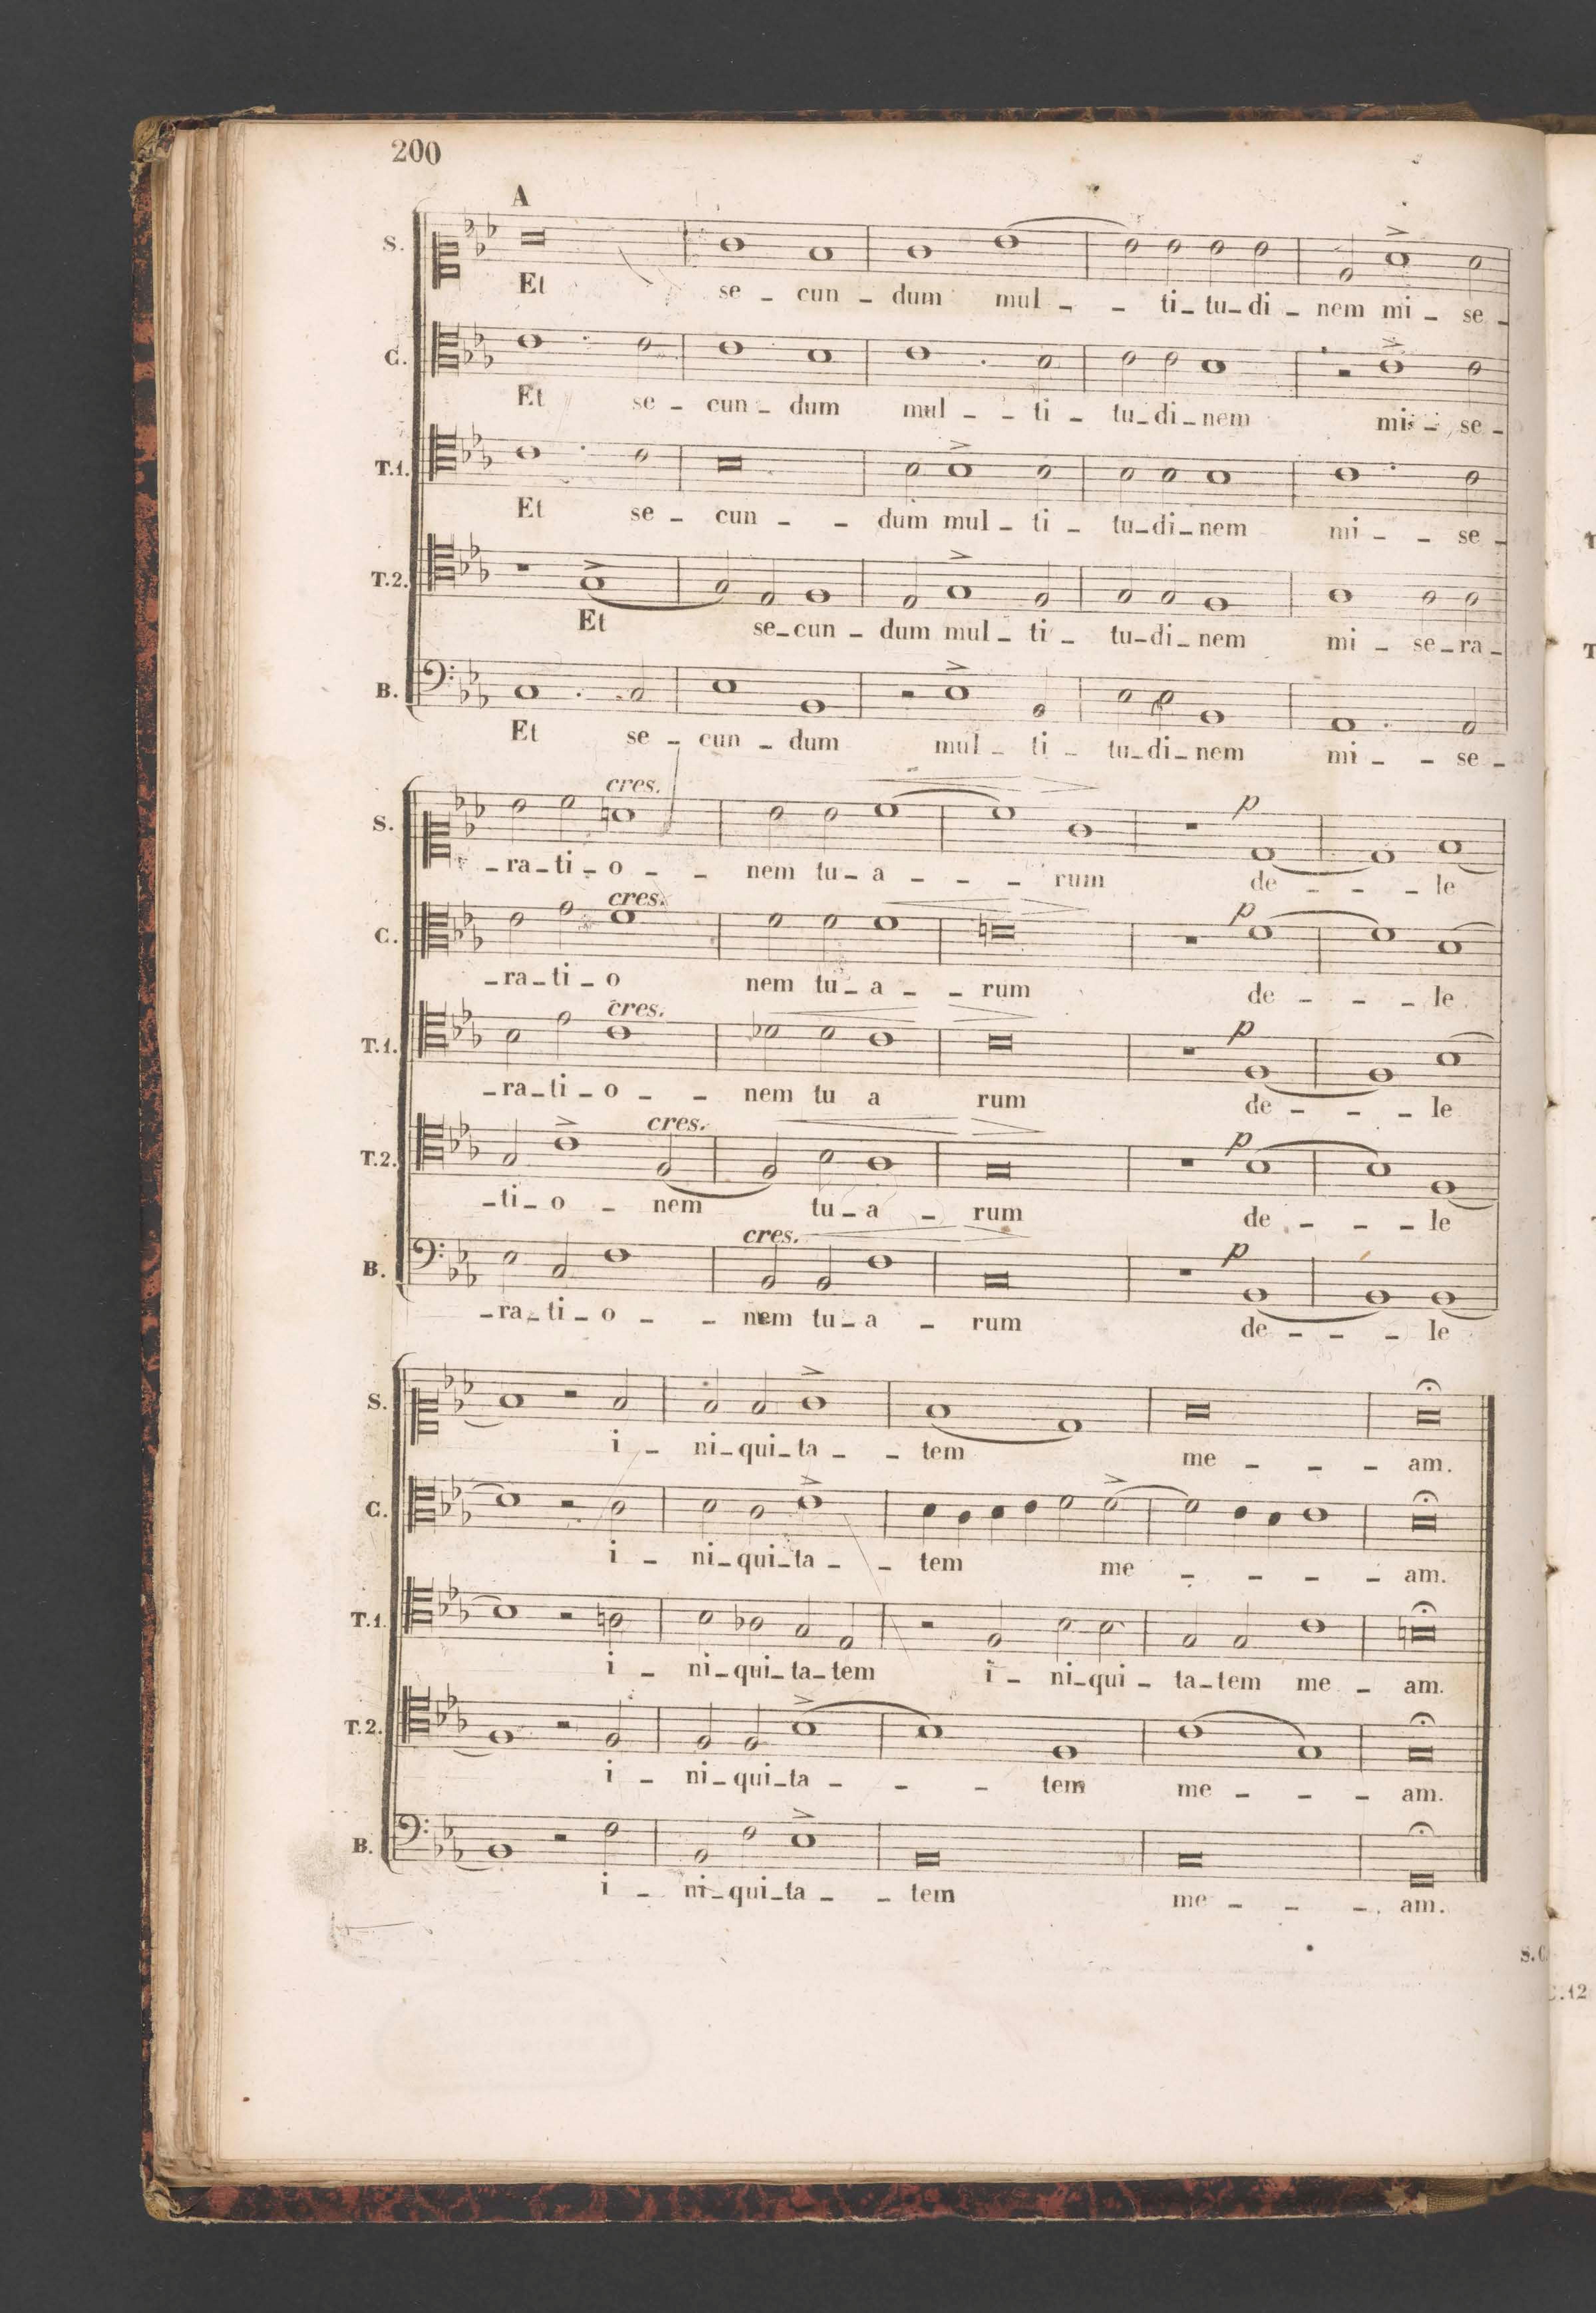 200
A
S.
Et se - cun - dum mul - - ti - tu - di - nem mi - se -
C.
Et se - cun - dum mul - - ti - tu - di - nem mi - se -
T.1.
Et se - cun - - dum mul - ti - tu - di - nem mi - - se -
T.2.
Et se - cun - dum mul - ti - tu - di - nem mi - se - ra -
B.
Et se - cun - dum mul - ti - tu - di - nem mi - - se -
cres.
p
S.
- ra - ti - o - - nem tu - a - - - rum de - - - le
cres.
p
C.
- ra - ti - o nem tu - a - - rum de - - - le
cres.
p
T.1.
- ra - ti - o - - nem tu a rum de - - - le
cres.
p
T.2.
- ti - o - nem tu - a - rum de - - - le
cres.
p
B.
- ra - ti - o - - nem tu - a - rum de - - - le
S.
i - ni - qui - ta - - tem me - - - am.
C.
i - ni - qui - ta - - tem me - - - - am.
T.1.
i - ni - qui - ta - tem i - ni - qui - ta - tem me - am.
T.2.
i - ni - qui - ta - - - tem me - - - am.
B.
i - ni - qui - ta - - tem me - - - am.